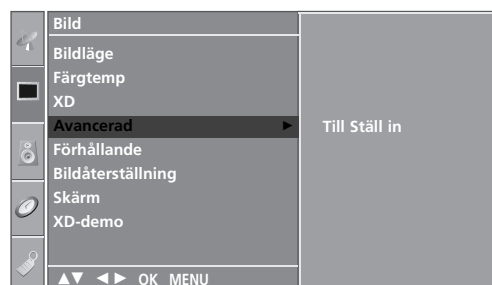 Bild
Bildläge
Färgtemp
XD
Avancerad ► Till Ställ in
Förhållande
Bildåterställning
Skärm
XD-demo
▲▼ ◄► OK MENU